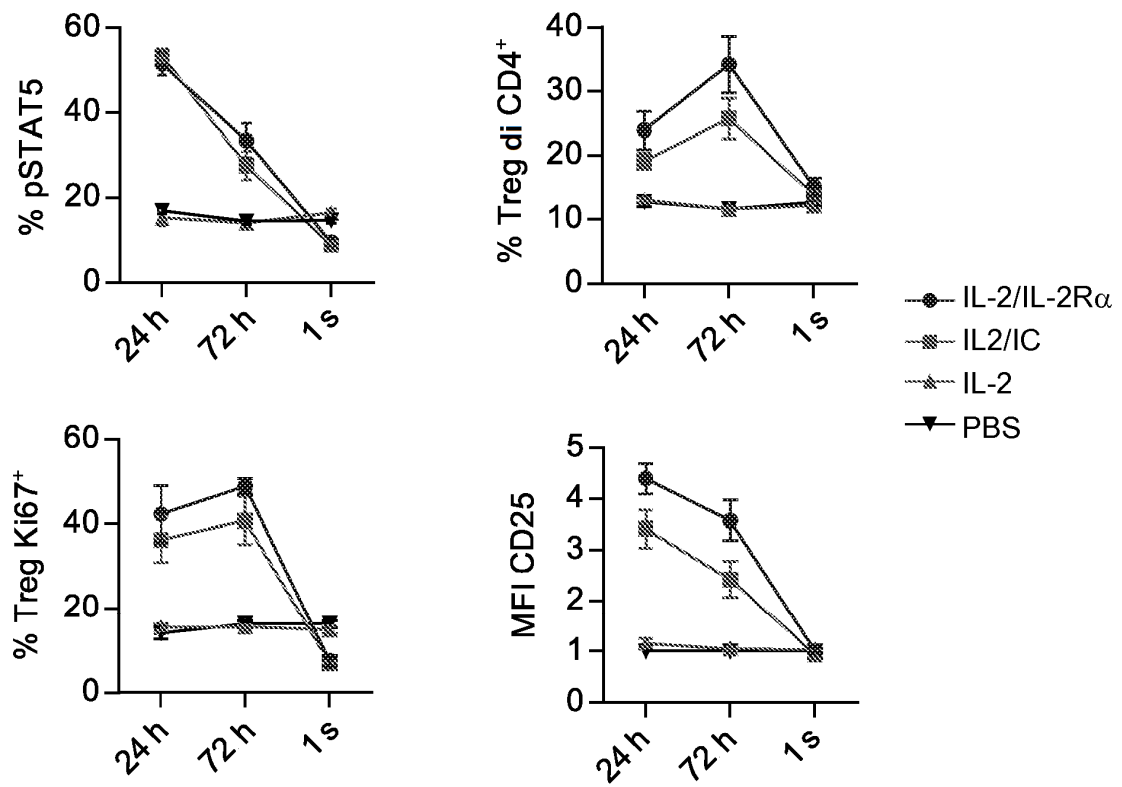 % pSTAT5
60
40
20
0
24 h
72 h
1 s
% Treg di CD4⁺
40
30
20
10
0
24 h
72 h
1 s
IL-2/IL-2Rα
IL2/IC
IL-2
PBS
% Treg Ki67⁺
60
40
20
0
24 h
72 h
1 s
MFI CD25
5
4
3
2
1
0
24 h
72 h
1 s